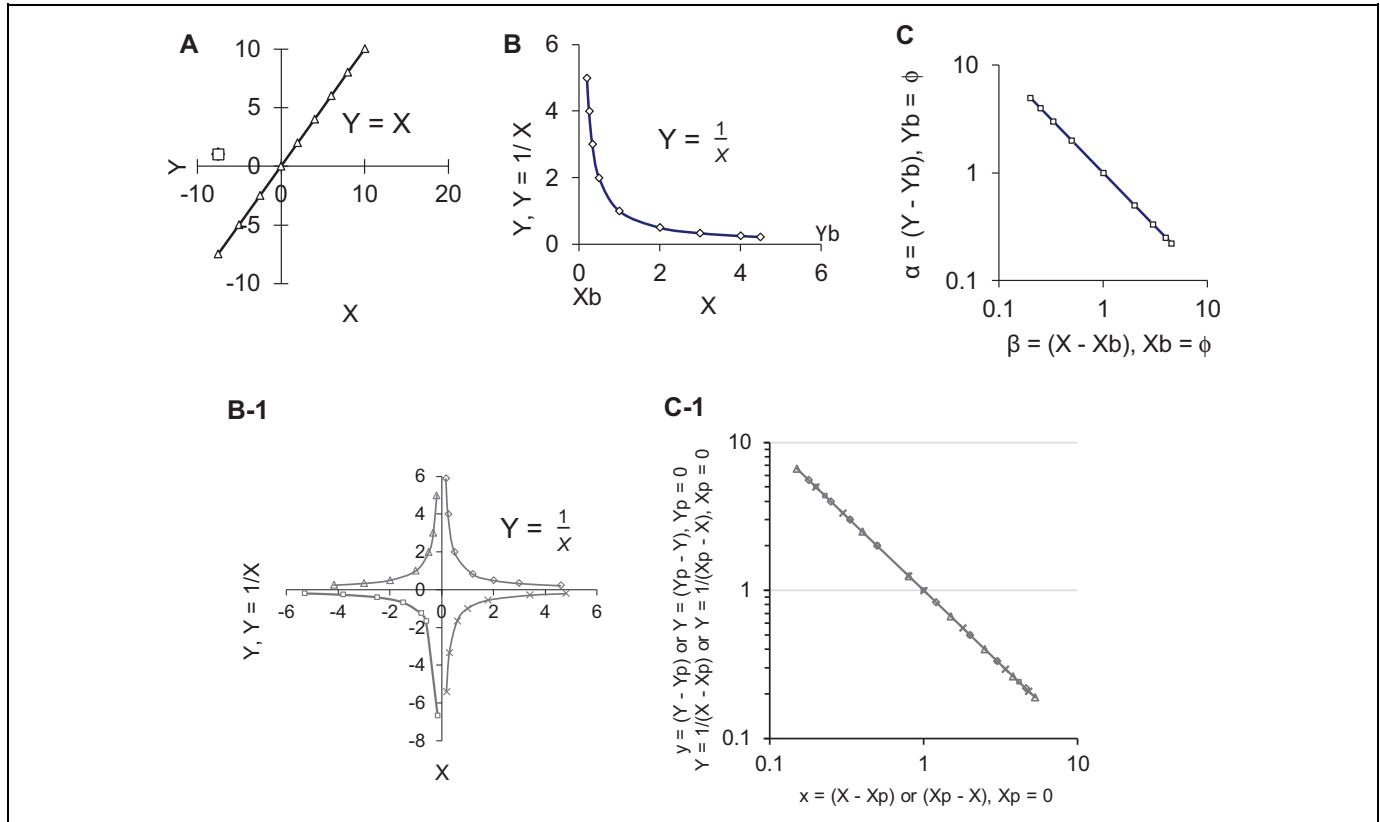 A
10
5
0
-5
-10
-10
0
10
20
Y = X
Y
X
B
6
4
2
0
0
2
4
6
Y = 1/X
Y, Y = 1/ X
Yb
Xb
X
C
10
1
0.1
0.1
1
10
α = (Y - Yb), Yb = ϕ
β = (X - Xb), Xb = ϕ
B-1
6
4
2
0
-2
-4
-6
-8
-6
-4
-2
0
2
4
6
Y = 1/X
Y, Y = 1/X
X
C-1
10
1
0.1
0.1
1
10
y = (Y - Yp) or Y = (Yp - Y), Yp = 0
Y = 1/(X - Xp) or Y = 1/(Xp - X), Xp = 0
x = (X - Xp) or (Xp - X), Xp = 0